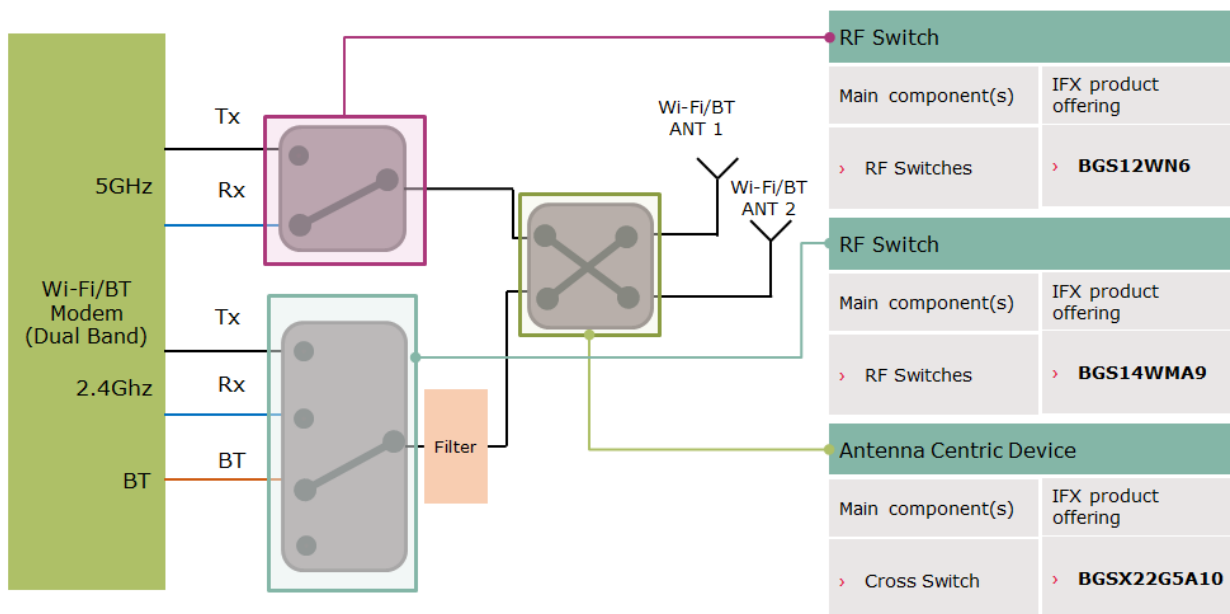 Tx
5GHz
Rx
Wi-Fi/BT
Modem
(Dual Band)
Tx
2.4Ghz
Rx
BT
BT
Filter
Wi-Fi/BT
ANT 1
Wi-Fi/BT
ANT 2
RF Switch
Main component(s)
IFX product
offering
› RF Switches
› BGS12WN6
RF Switch
Main component(s)
IFX product
offering
› RF Switches
› BGS14WMA9
Antenna Centric Device
Main component(s)
IFX product
offering
› Cross Switch
› BGSX22G5A10